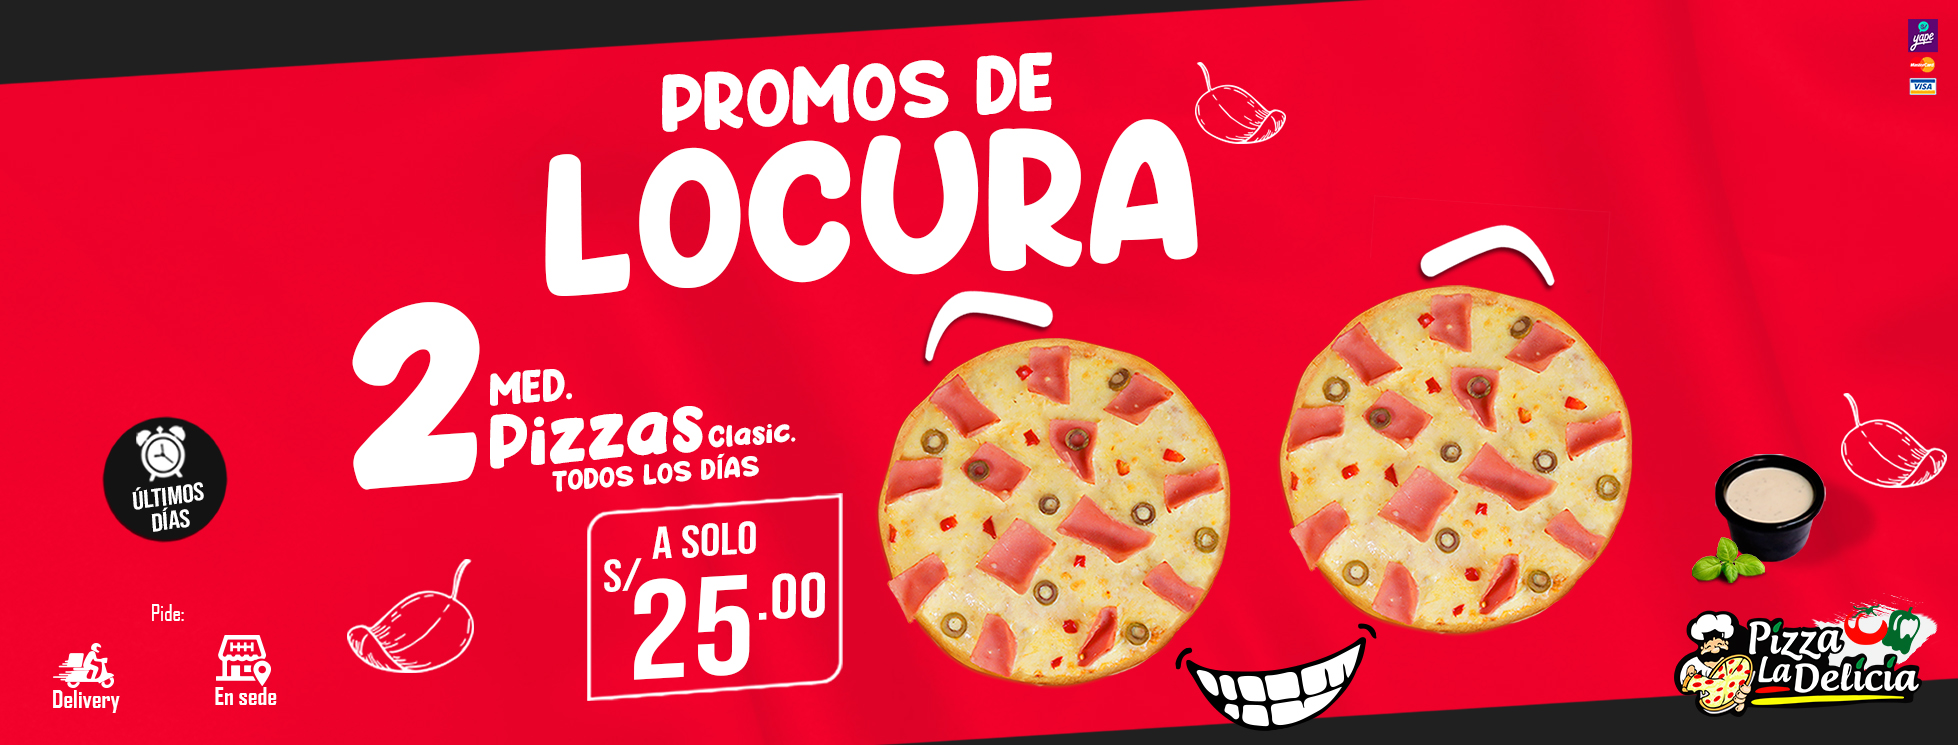 PROMOS DE
LOCURA
yape
MasterCard
VISA
2 MED.
Pizzas Clasic.
TODOS LOS DÍAS
A SOLO
S/ 25.00
ÚLTIMOS
DÍAS
Pide:
Delivery
En sede
Pizza
La Delicia